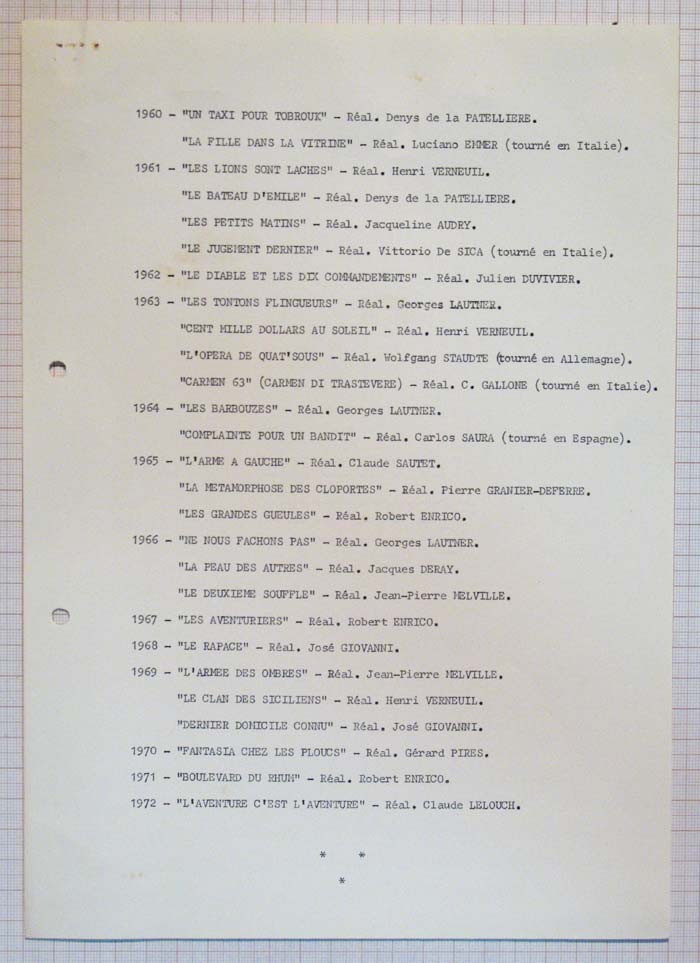 1960 - "UN TAXI POUR TOBROUK" - Réal. Denys de la PATELLIERE.
"LA FILLE DANS LA VITRINE" - Réal. Luciano EMMER (tourné en Italie).
1961 - "LES LIONS SONT LACHES" - Réal. Henri VERNEUIL.
"LE BATEAU D'EMILE" - Réal. Denys de la PATELLIERE.
"LES PETITS MATINS" - Réal. Jacqueline AUDRY.
"LE JUGEMENT DERNIER" - Réal. Vittorio De SICA (tourné en Italie).
1962 - "LE DIABLE ET LES DIX COMMANDEMENTS" - Réal. Julien DUVIVIER.
1963 - "LES TONTONS FLINGUEURS" - Réal. Georges LAUTNER.
"CENT MILLE DOLLARS AU SOLEIL" - Réal. Henri VERNEUIL.
"L'OPERA DE QUAT'SOUS" - Réal. Wolfgang STAUDTE (tourné en Allemagne).
"CARMEN 63" (CARMEN DI TRASTEVERE) - Réal. C. GALLONE (tourné en Italie).
1964 - "LES BARBOUZES" - Réal. Georges LAUTNER.
"COMPLAINTE POUR UN BANDIT" - Réal. Carlos SAURA (tourné en Espagne).
1965 - "L'ARME A GAUCHE" - Réal. Claude SAUTET.
"LA METAMORPHOSE DES CLOPORTES" - Réal. Pierre GRANIER-DEFERRE.
"LES GRANDES GUEULES" - Réal. Robert ENRICO.
1966 - "NE NOUS FACHONS PAS" - Réal. Georges LAUTNER.
"LA PEAU DES AUTRES" - Réal. Jacques DERAY.
"LE DEUXIEME SOUFFLE" - Réal. Jean-Pierre MELVILLE.
1967 - "LES AVENTURIERS" - Réal. Robert ENRICO.
1968 - "LE RAPACE" - Réal. José GIOVANNI.
1969 - "L'ARMEE DES OMBRES" - Réal. Jean-Pierre MELVILLE.
"LE CLAN DES SICILIENS" - Réal. Henri VERNEUIL.
"DERNIER DOMICILE CONNU" - Réal. José GIOVANNI.
1970 - "FANTASIA CHEZ LES PLOUCS" - Réal. Gérard PIRES.
1971 - "BOULEVARD DU RHUM" - Réal. Robert ENRICO.
1972 - "L'AVENTURE C'EST L'AVENTURE" - Réal. Claude LELOUCH.
* *
*